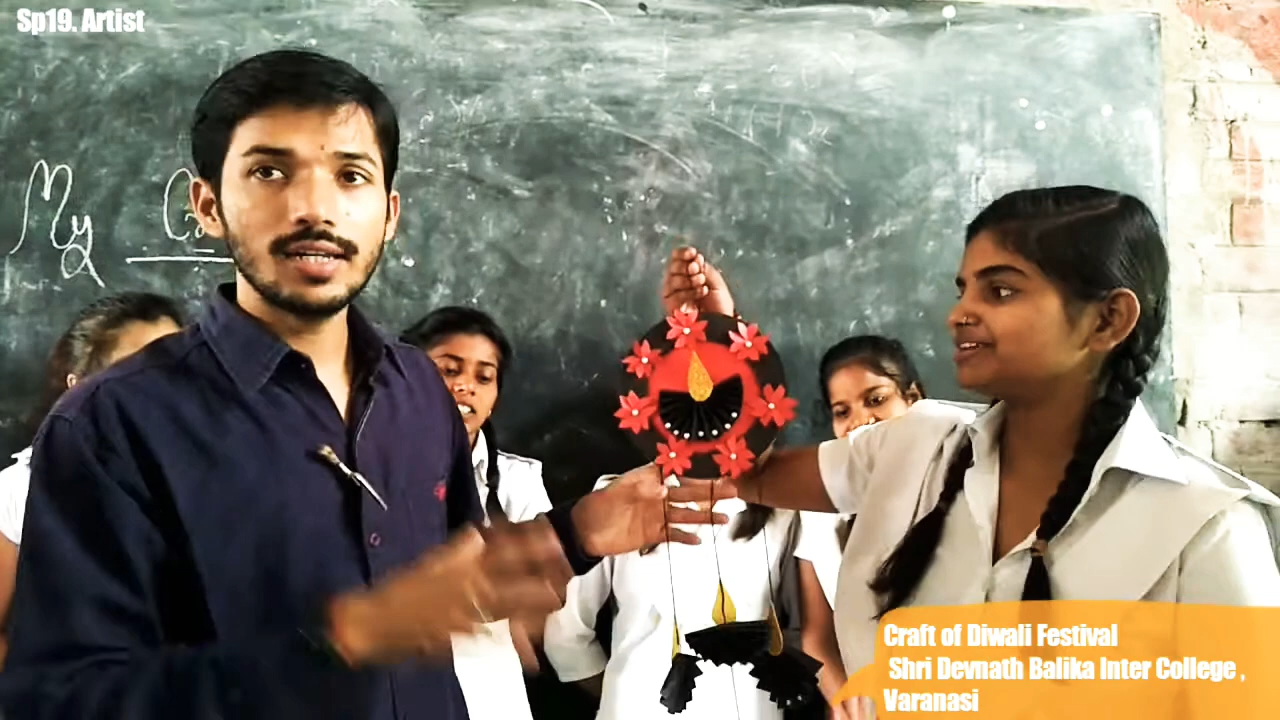 Sp19. Artist
My
Craft of Diwali Festival
Shri Devnath Balika Inter College ,
Varanasi